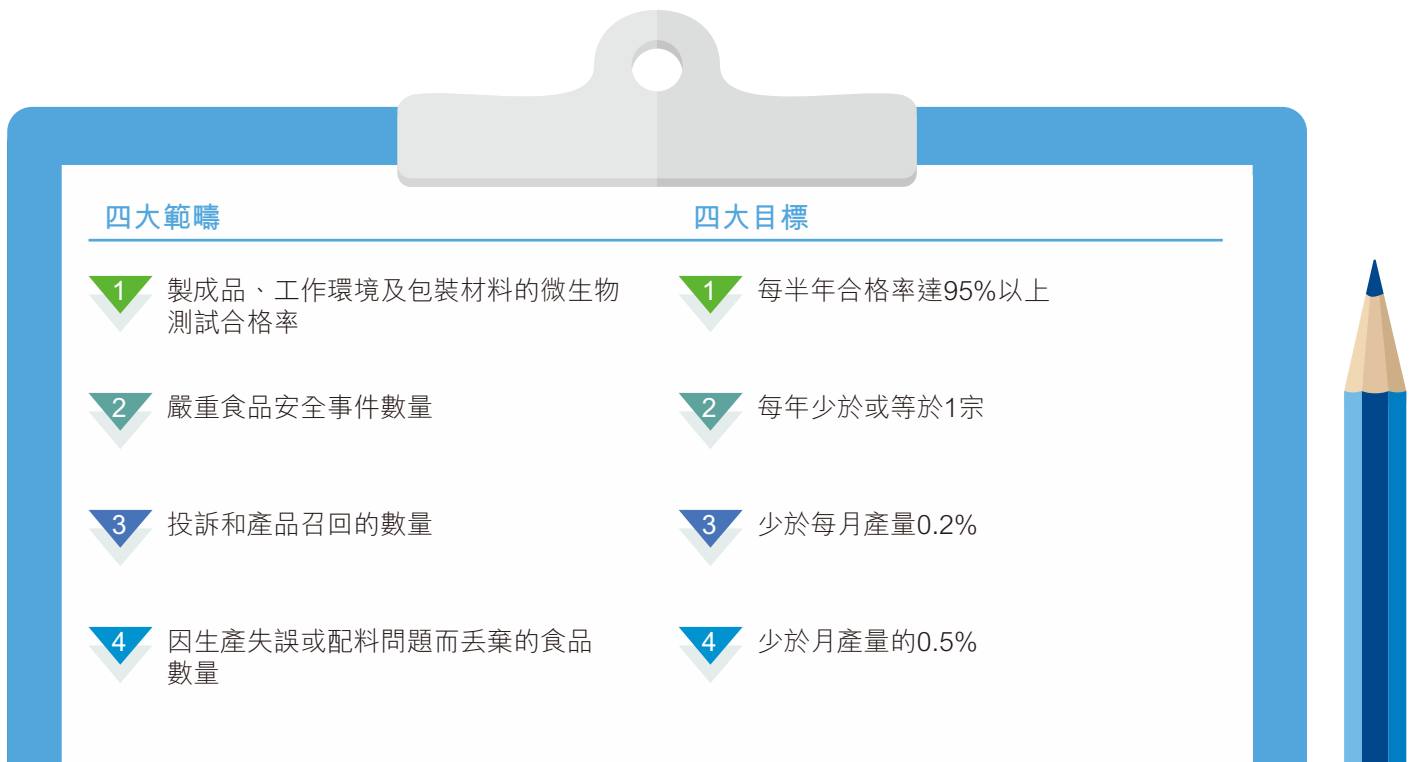 四大範疇
四大目標
1
製成品、工作環境及包裝材料的微生物
測試合格率
1
每半年合格率達95%以上
2
嚴重食品安全事件數量
2
每年少於或等於1宗
3
投訴和產品召回的數量
3
少於每月產量0.2%
4
因生產失誤或配料問題而丢棄的食品
數量
4
少於月產量的0.5%